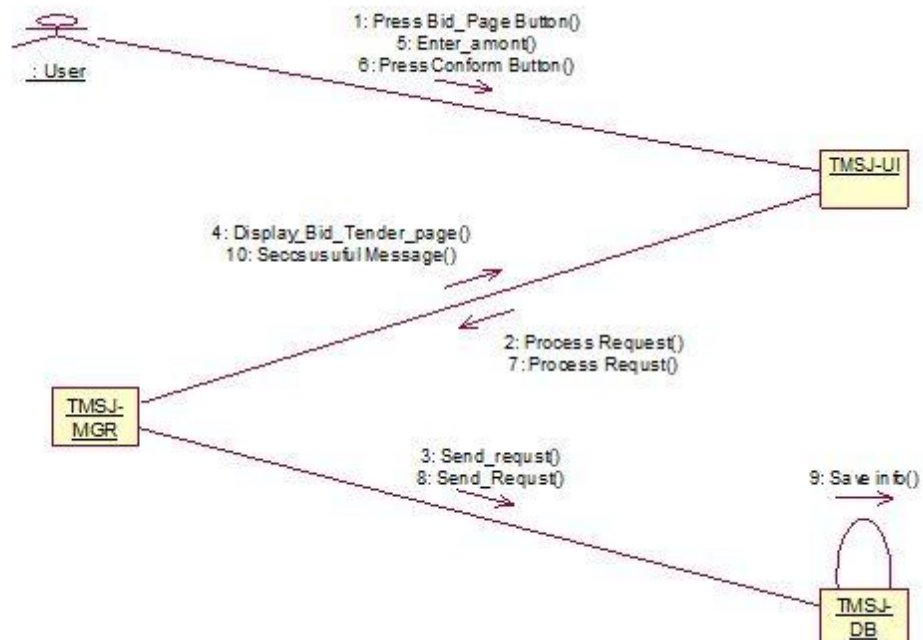 1: Press Bid_Page Button()
5: Enter_amont()
6: Press Conform Button()
: User
TMSJ-UI
4: Display_Bid_Tender_page()
10: Seccsusuful Message()
2: Process Request()
7: Process Requst()
TMSJ-
MGR
3: Send_requst()
8: Send_Requst()
9: Save info()
TMSJ-
DB